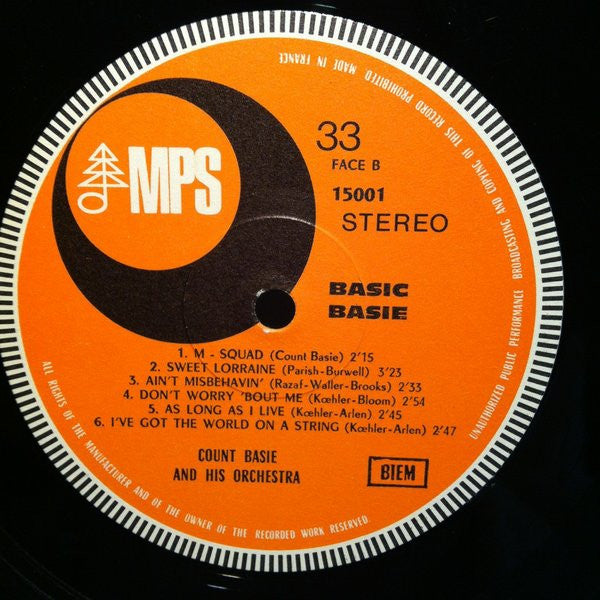 MPS
33
FACE B
15001
STEREO
BASIC
BASIE
1. M - SQUAD (Count Basie) 2'15
2. SWEET LORRAINE (Parish-Burwell) 3'23
3. AIN'T MISBEHAVIN' (Razaf-Waller-Brooks) 2'33
4. DON'T WORRY 'BOUT ME (Kœhler-Bloom) 2'54
5. AS LONG AS I LIVE (Kœhler-Arlen) 2'45
6. I'VE GOT THE WORLD ON A STRING (Kœhler-Arlen) 2'47
COUNT BASIE
AND HIS ORCHESTRA
BIEM
ALL RIGHTS OF THE MANUFACTURER AND OF THE OWNER OF THE RECORDED WORK RESERVED
UNAUTHORIZED PUBLIC PERFORMANCE BROADCASTING AND COPYING OF THIS RECORD PROHIBITED MADE IN FRANCE